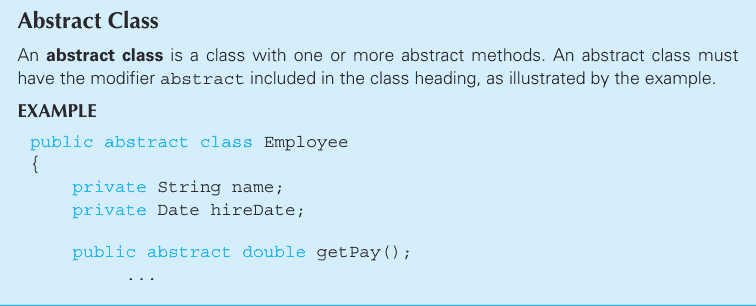 Abstract Class
An abstract class is a class with one or more abstract methods. An abstract class must
have the modifier abstract included in the class heading, as illustrated by the example.
EXAMPLE
public abstract class Employee
{
    private String name;
    private Date hireDate;

    public abstract double getPay();
         ...